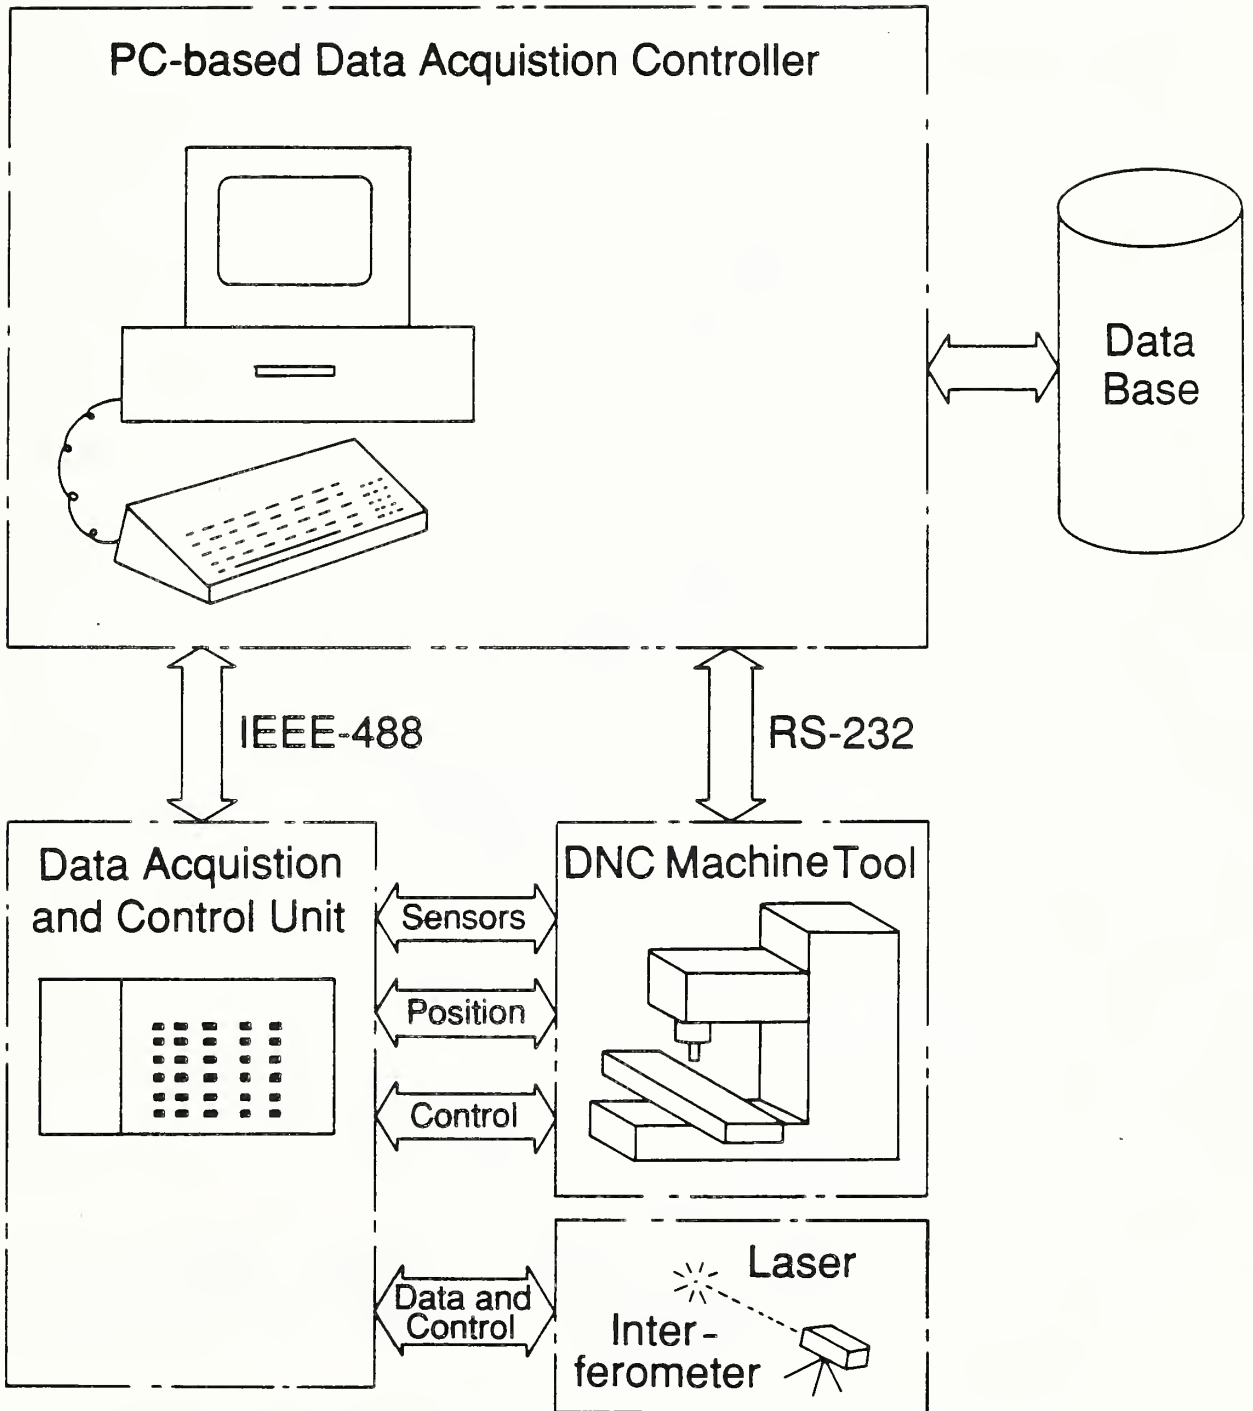 PC-based Data Acquistion Controller
Data
Base
IEEE-488
RS-232
Data Acquistion
and Control Unit
DNC Machine Tool
Sensors
Position
Control
Data and
Control
Laser
Inter-
ferometer